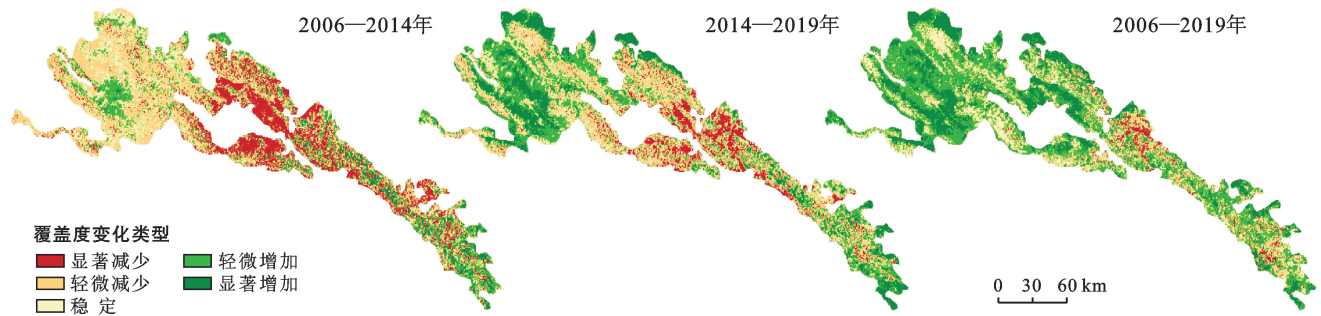 2006—2014年
2014—2019年
2006—2019年
覆盖度变化类型
显著减少
轻微增加
轻微减少
显著增加
稳 定
0 30 60 km